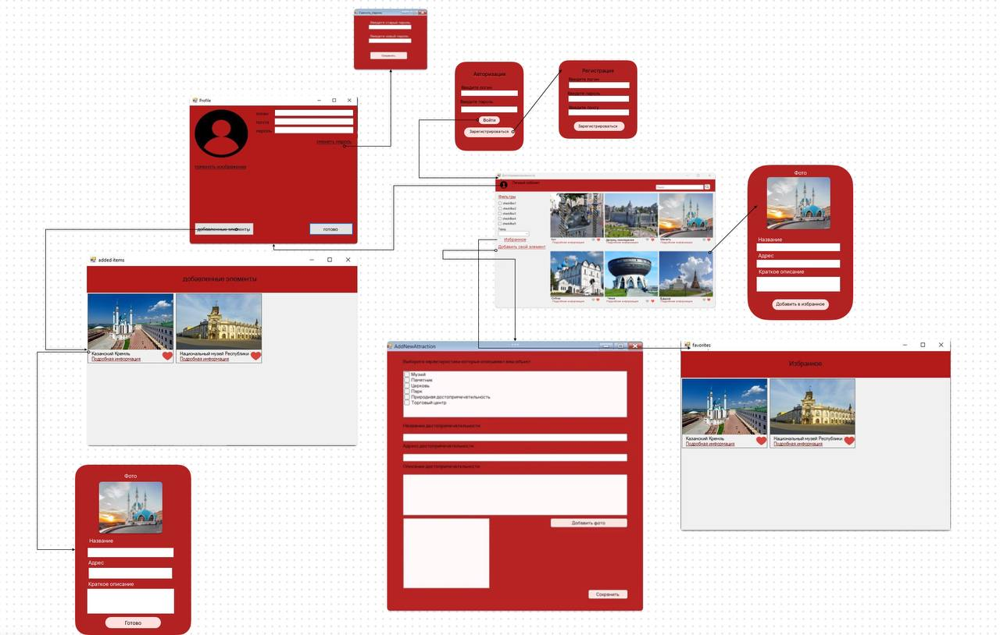 Сменить_пароль
Введите старый пароль
Введите новый пароль
Сохранить
Авторизация
Введите логин
Введите пароль
Войти
Зарегистрироваться
Регистрация
Введите логин
Введите пароль
Введите почту
Зарегистрироваться
Profile
логин
почта
пароль
сменить пароль
поменять изображение
добавленные элементы
готово
Личный кабинет
Поиск
Фильтры
checkBox1
checkBox2
checkBox3
checkBox4
checkBox5
Город
Избранное
Добавить свой элемент
Кот
Подробная информация
Дворец земледелия
Подробная информация
Мечеть
Подробная информация
Собор
Подробная информация
Чаша
Подробная информация
Башня
Подробная информация
Фото
Название
Адрес
Краткое описание
Добавить в избранное
added items
добавленные элементы
Казанский Кремль
Подробная информация
Национальный музей Республики
Подробная информация
AddNewAttraction
Выберите характеристики которые описывают ваш объект
Музей
Памятник
Церковь
Парк
Природная достопримечательность
Торговый центр
Название достопримечательности
Адрес достопримечательности
Описание достопримечательности
Добавить фото
Сохранить
Favorites
Избранное
Казанский Кремль
Подробная информация
Национальный музей Республики
Подробная информация
Фото
Название
Адрес
Краткое описание
Готово